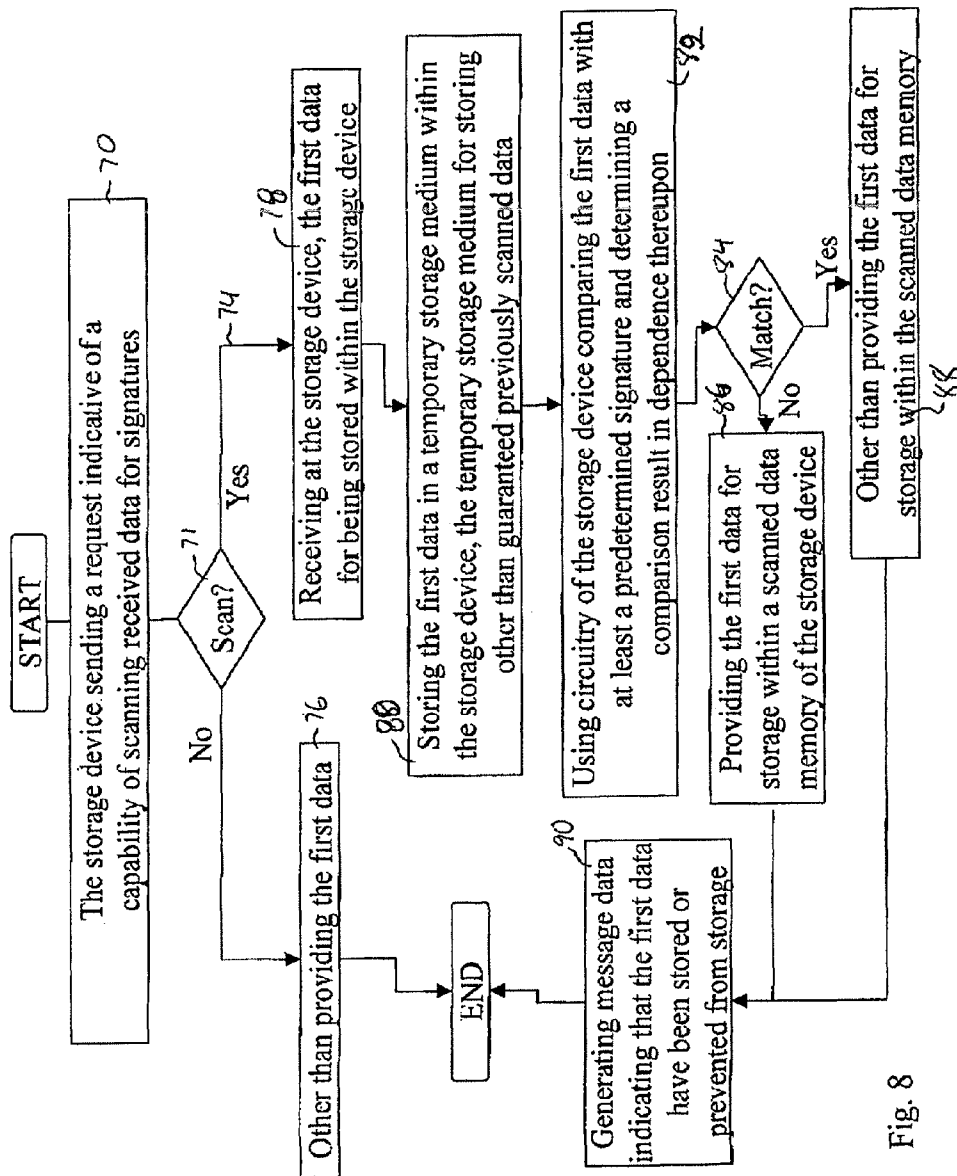 START
70
The storage device sending a request indicative of a
capability of scanning received data for signatures
71
Scan?
No
Yes
74
76
Other than providing the first data
78
Receiving at the storage device, the first data
for being stored within the storage device
80
Storing the first data in a temporary storage medium within
the storage device, the temporary storage medium for storing
other than guaranteed previously scanned data
Using circuitry of the storage device comparing the first data with
at least a predetermined signature and determining a
comparison result in dependence thereupon
82
84
Match?
No
Yes
86
Providing the first data for
storage within a scanned data
memory of the storage device
Other than providing the first data for
storage within the scanned data memory
88
90
Generating message data
indicating that the first data
have been stored or
prevented from storage
END
Fig. 8